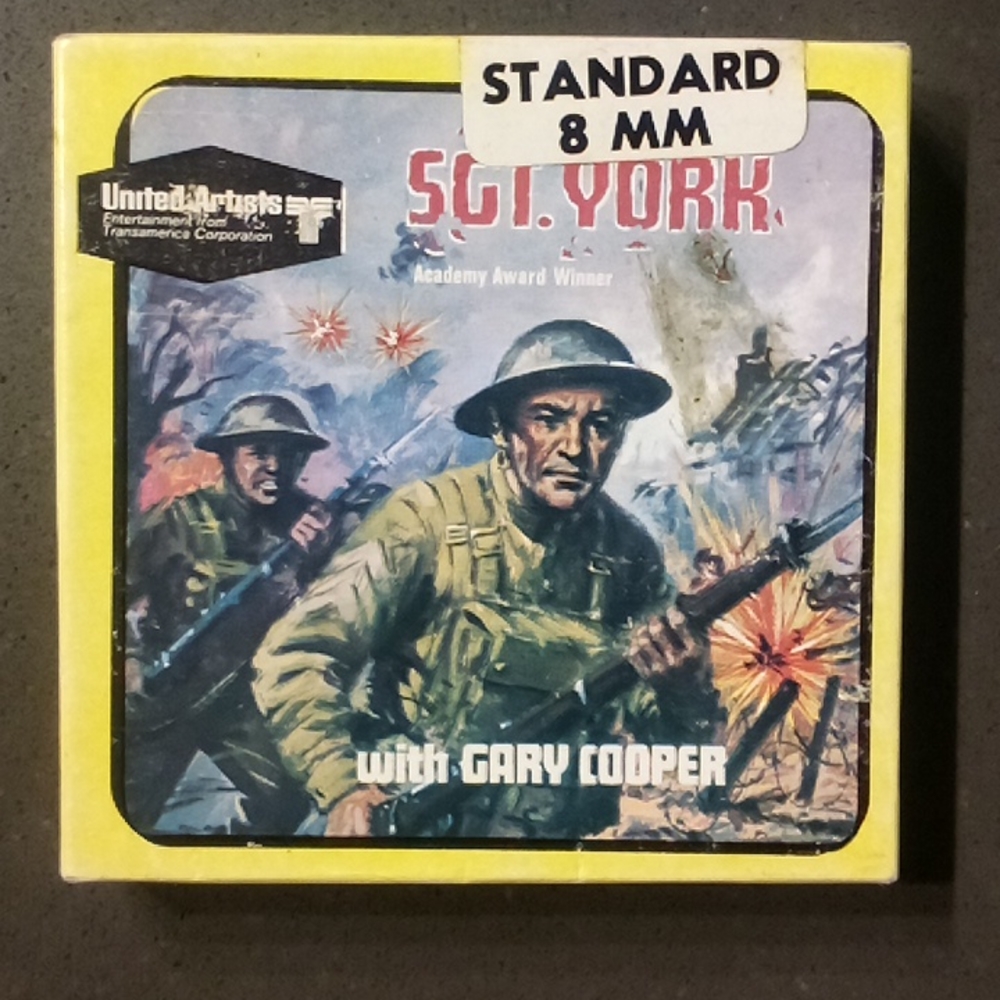 STANDARD
8 MM
SGT. YORK
Academy Award Winner
United Artists
Entertainment from
Transamerica Corporation
with GARY COOPER